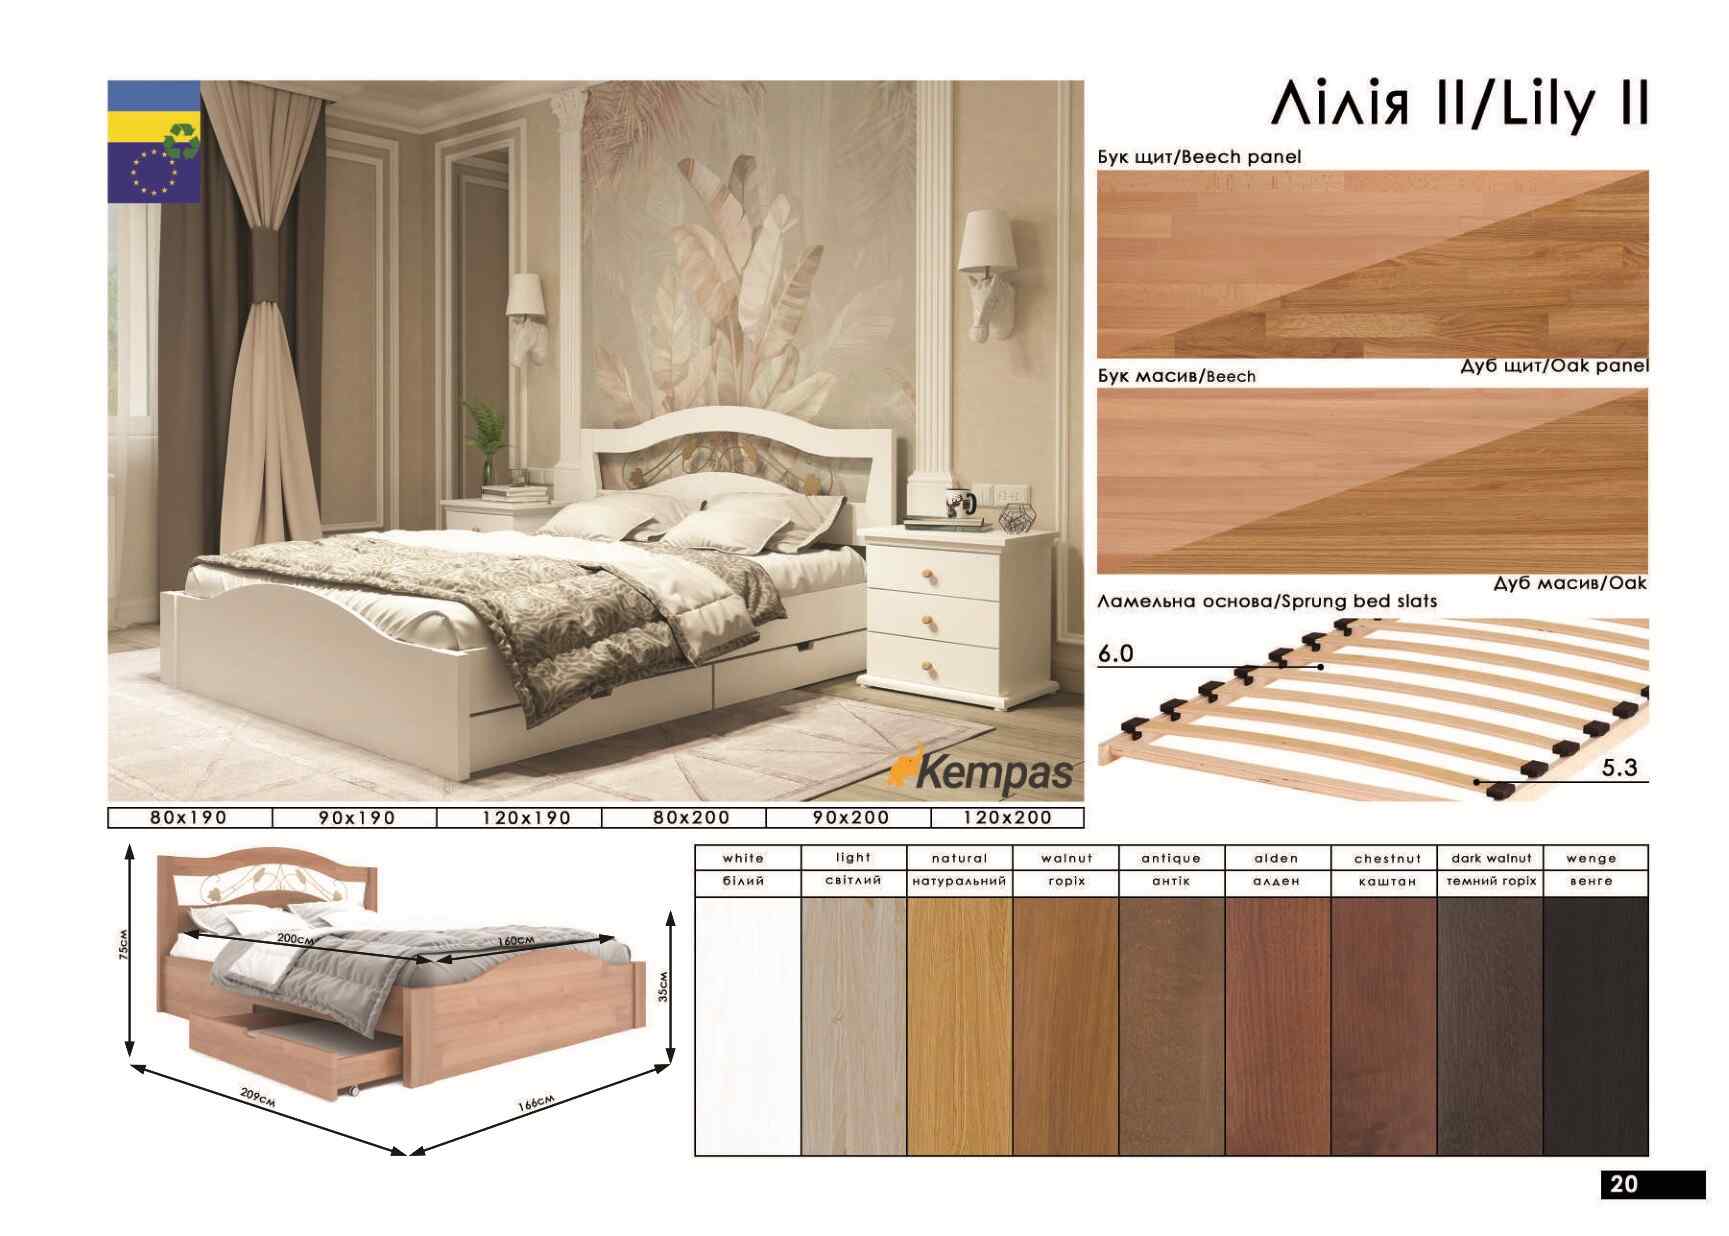 Лілія II/Lily II
Бук щит/Beech panel
Дуб щит/Oak panel
Бук масив/Beech
Дуб масив/Oak
Ламельна основа/Sprung bed slats
6.0
5.3
Kempas
80x190 90x190 120x190 80x200 90x200 120x200
75см
200см
160см
35см
209см
166см
white light natural walnut antique alden chestnut dark walnut wenge
білий світлий натуральний горіх антік алден каштан темний горіх венге
20